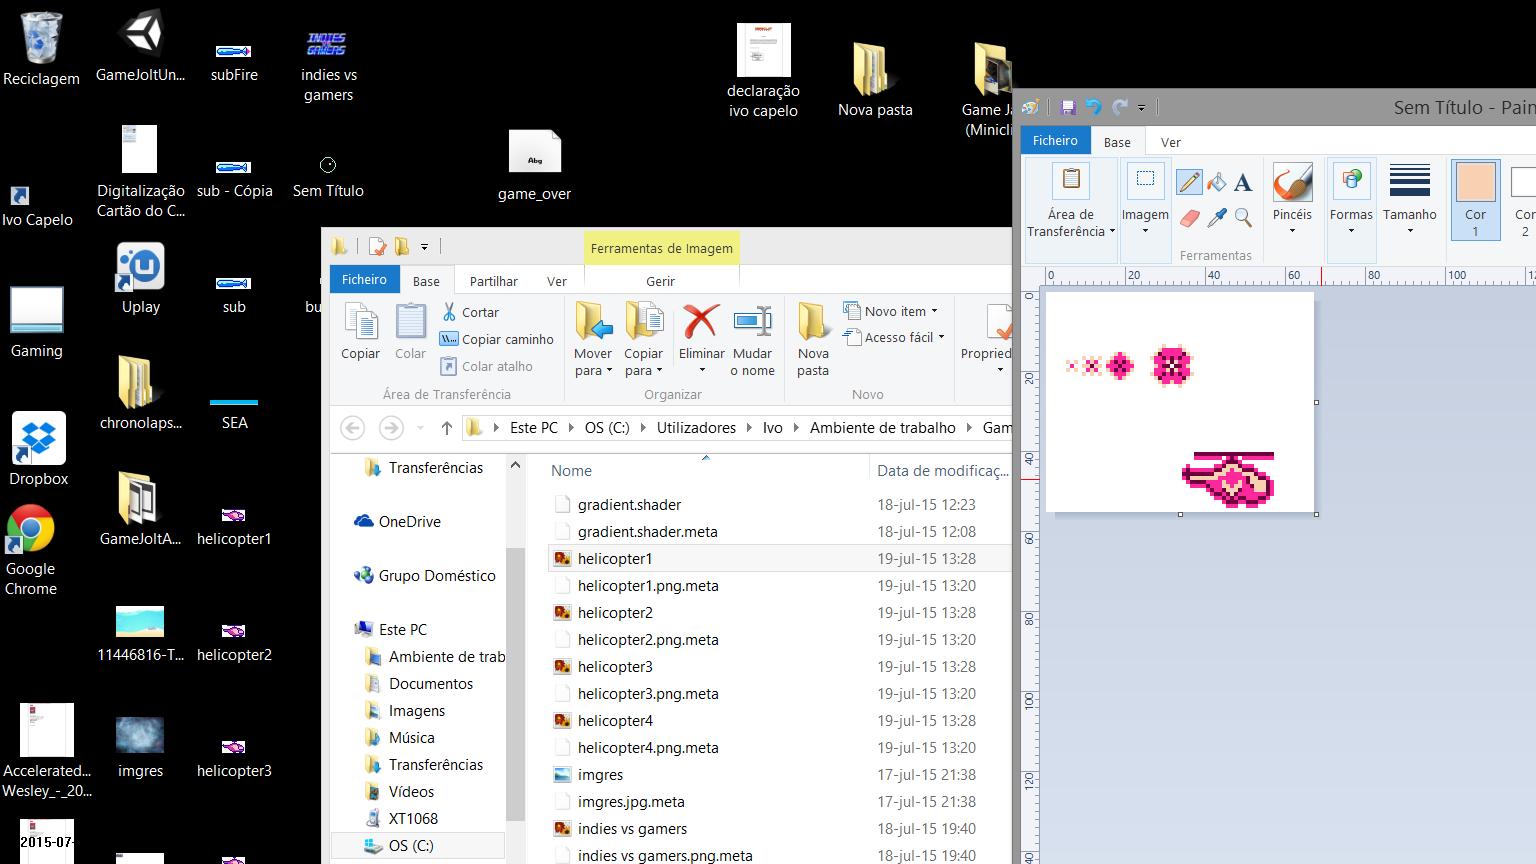 Reciclagem
GameJoltUn...
subFire
indies vs
gamers
INDIES
VS
GAMERS
declaração
ivo capelo
Nova pasta
Game Ja
(Minicli
Ivo Capelo
Digitalização
Cartão do C...
sub - Cópia
Sem Título
Abg
game_over
Gaming
Uplay
sub
bu
Dropbox
chronolaps...
SEA
Google
Chrome
GameJoltA...
helicopter1
11446816-T...
helicopter2
Accelerated...
Wesley_-_20...
imgres
helicopter3
2015-07-
Ferramentas de Imagem
Ficheiro
Base
Partilhar
Ver
Gerir
Copiar
Colar
Cortar
Copiar caminho
Colar atalho
Área de Transferência
Mover
para
Copiar
para
Eliminar
Mudar
o nome
Organizar
Nova
pasta
Novo item
Acesso fácil
Novo
Propried
Este PC
OS (C:)
Utilizadores
Ivo
Ambiente de trabalho
Gam
Transferências
OneDrive
Grupo Doméstico
Este PC
Ambiente de trab
Documentos
Imagens
Música
Transferências
Vídeos
XT1068
OS (C:)
Nome
Data de modificaç...
gradient.shader 18-jul-15 12:23
gradient.shader.meta 18-jul-15 12:08
helicopter1 19-jul-15 13:28
helicopter1.png.meta 19-jul-15 13:20
helicopter2 19-jul-15 13:28
helicopter2.png.meta 19-jul-15 13:20
helicopter3 19-jul-15 13:28
helicopter3.png.meta 19-jul-15 13:20
helicopter4 19-jul-15 13:28
helicopter4.png.meta 19-jul-15 13:20
imgres 17-jul-15 21:38
imgres.jpg.meta 17-jul-15 21:38
indies vs gamers 18-jul-15 19:40
indies vs gamers.png.meta 18-jul-15 19:40
Sem Título - Pain
Ficheiro
Base
Ver
Área de
Transferência
Imagem
A
Ferramentas
Pincéis
Formas
Tamanho
Cor
1
Cor
2
0 20 40 60 80 100 12
0
20
40
60
80
100
120
140